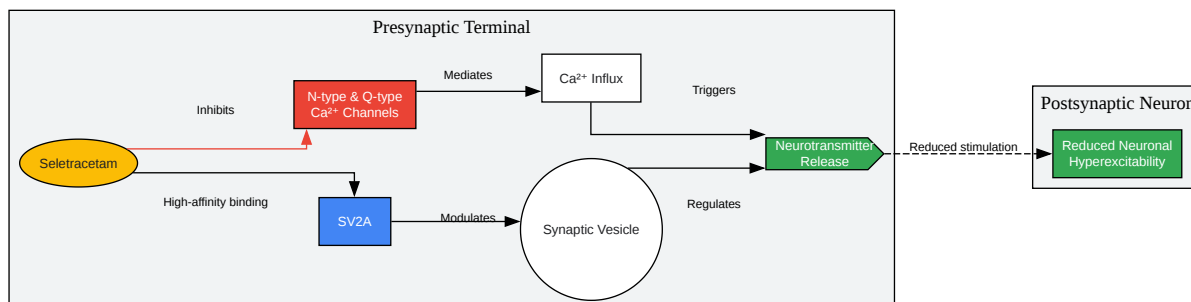 Presynaptic Terminal
Ca²⁺ Influx
Mediates
Triggers
N-type & Q-type
Ca²⁺ Channels
Inhibits
Postsynaptic Neuron
Seletracetam
Neurotransmitter
Release
Reduced stimulation
Reduced Neuronal
Hyperexcitability
High-affinity binding
SV2A
Modulates
Synaptic Vesicle
Regulates